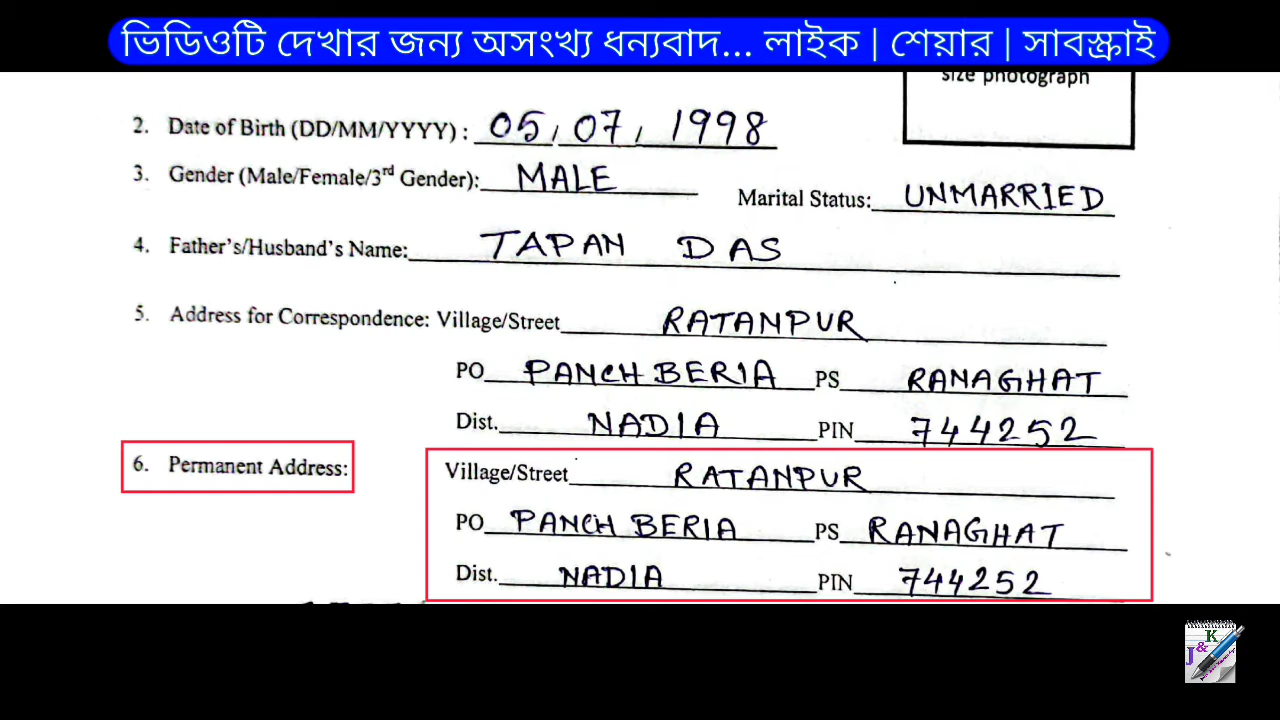 ভিডিওটি দেখার জন্য অসংখ্য ধন্যবাদ... লাইক | শেয়ার | সাবস্ক্রাই
size photograph
2. Date of Birth (DD/MM/YYYY) : 05/07/1998
3. Gender (Male/Female/3rd Gender): MALE
Marital Status: UNMARRIED
4. Father's/Husband's Name: TAPAN DAS
5. Address for Correspondence: Village/Street RATANPUR
PO PANCH BERIA PS RANAGHAT
Dist. NADIA PIN 744252
6. Permanent Address: Village/Street RATANPUR
PO PANCH BERIA PS RANAGHAT
Dist. NADIA PIN 744252
J&K